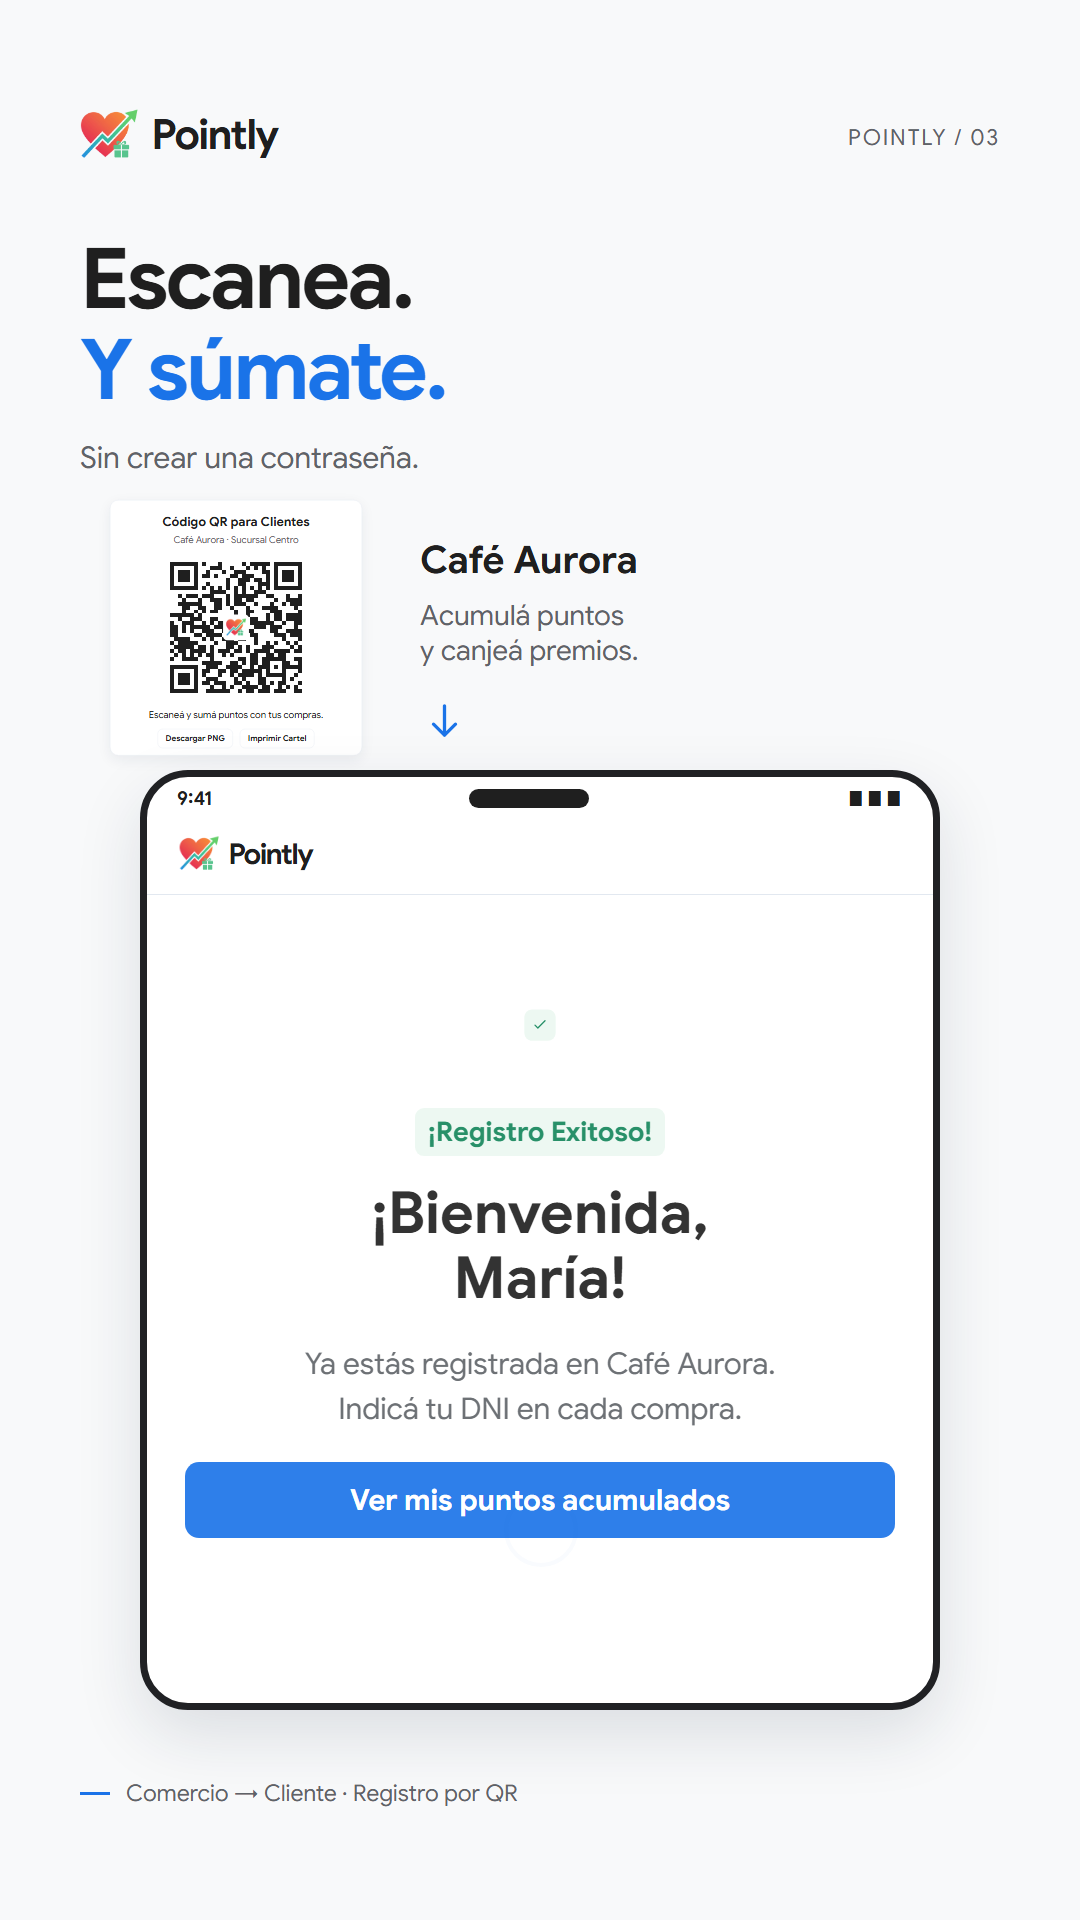 Pointly
POINTLY / 03
Escanea.
Y súmate.
Sin crear una contraseña.
Código QR para Clientes
Café Aurora · Sucursal Centro
Escaneá y sumá puntos con tus compras.
Descargar PNG
Imprimir Cartel
Café Aurora
Acumulá puntos
y canjeá premios.
9:41
Pointly
¡Registro Exitoso!
¡Bienvenida,
María!
Ya estás registrada en Café Aurora.
Indicá tu DNI en cada compra.
Ver mis puntos acumulados
Comercio → Cliente · Registro por QR